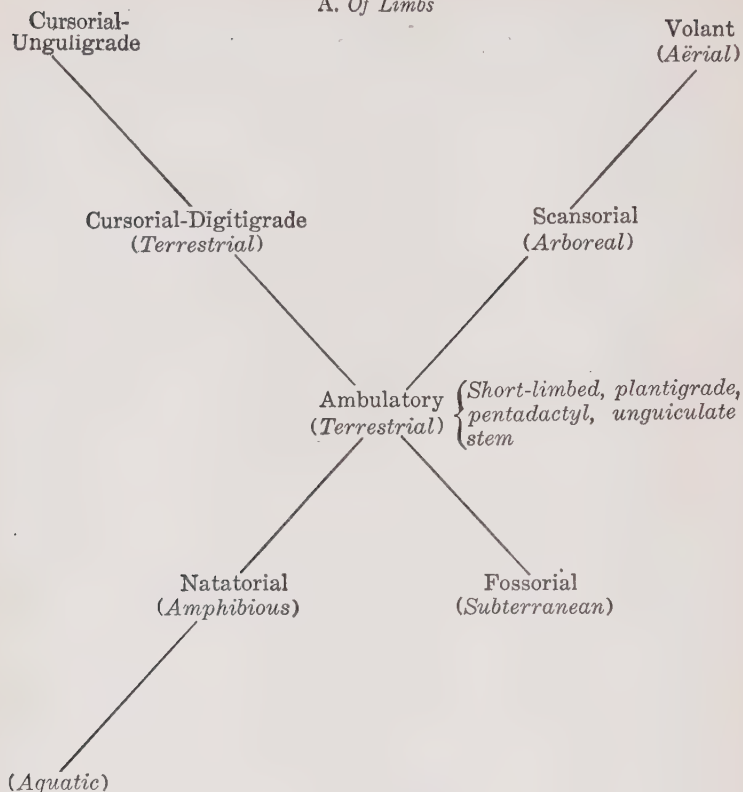 A. Of Limbs
Cursorial-
Unguligrade
Volant
(Aërial)
Cursorial-Digitigrade
(Terrestrial)
Scansorial
(Arboreal)
Ambulatory
(Terrestrial)
Short-limbed, plantigrade,
pentadactyl, unguiculate
stem
Natatorial
(Amphibious)
Fossorial
(Subterranean)
(Aquatic)